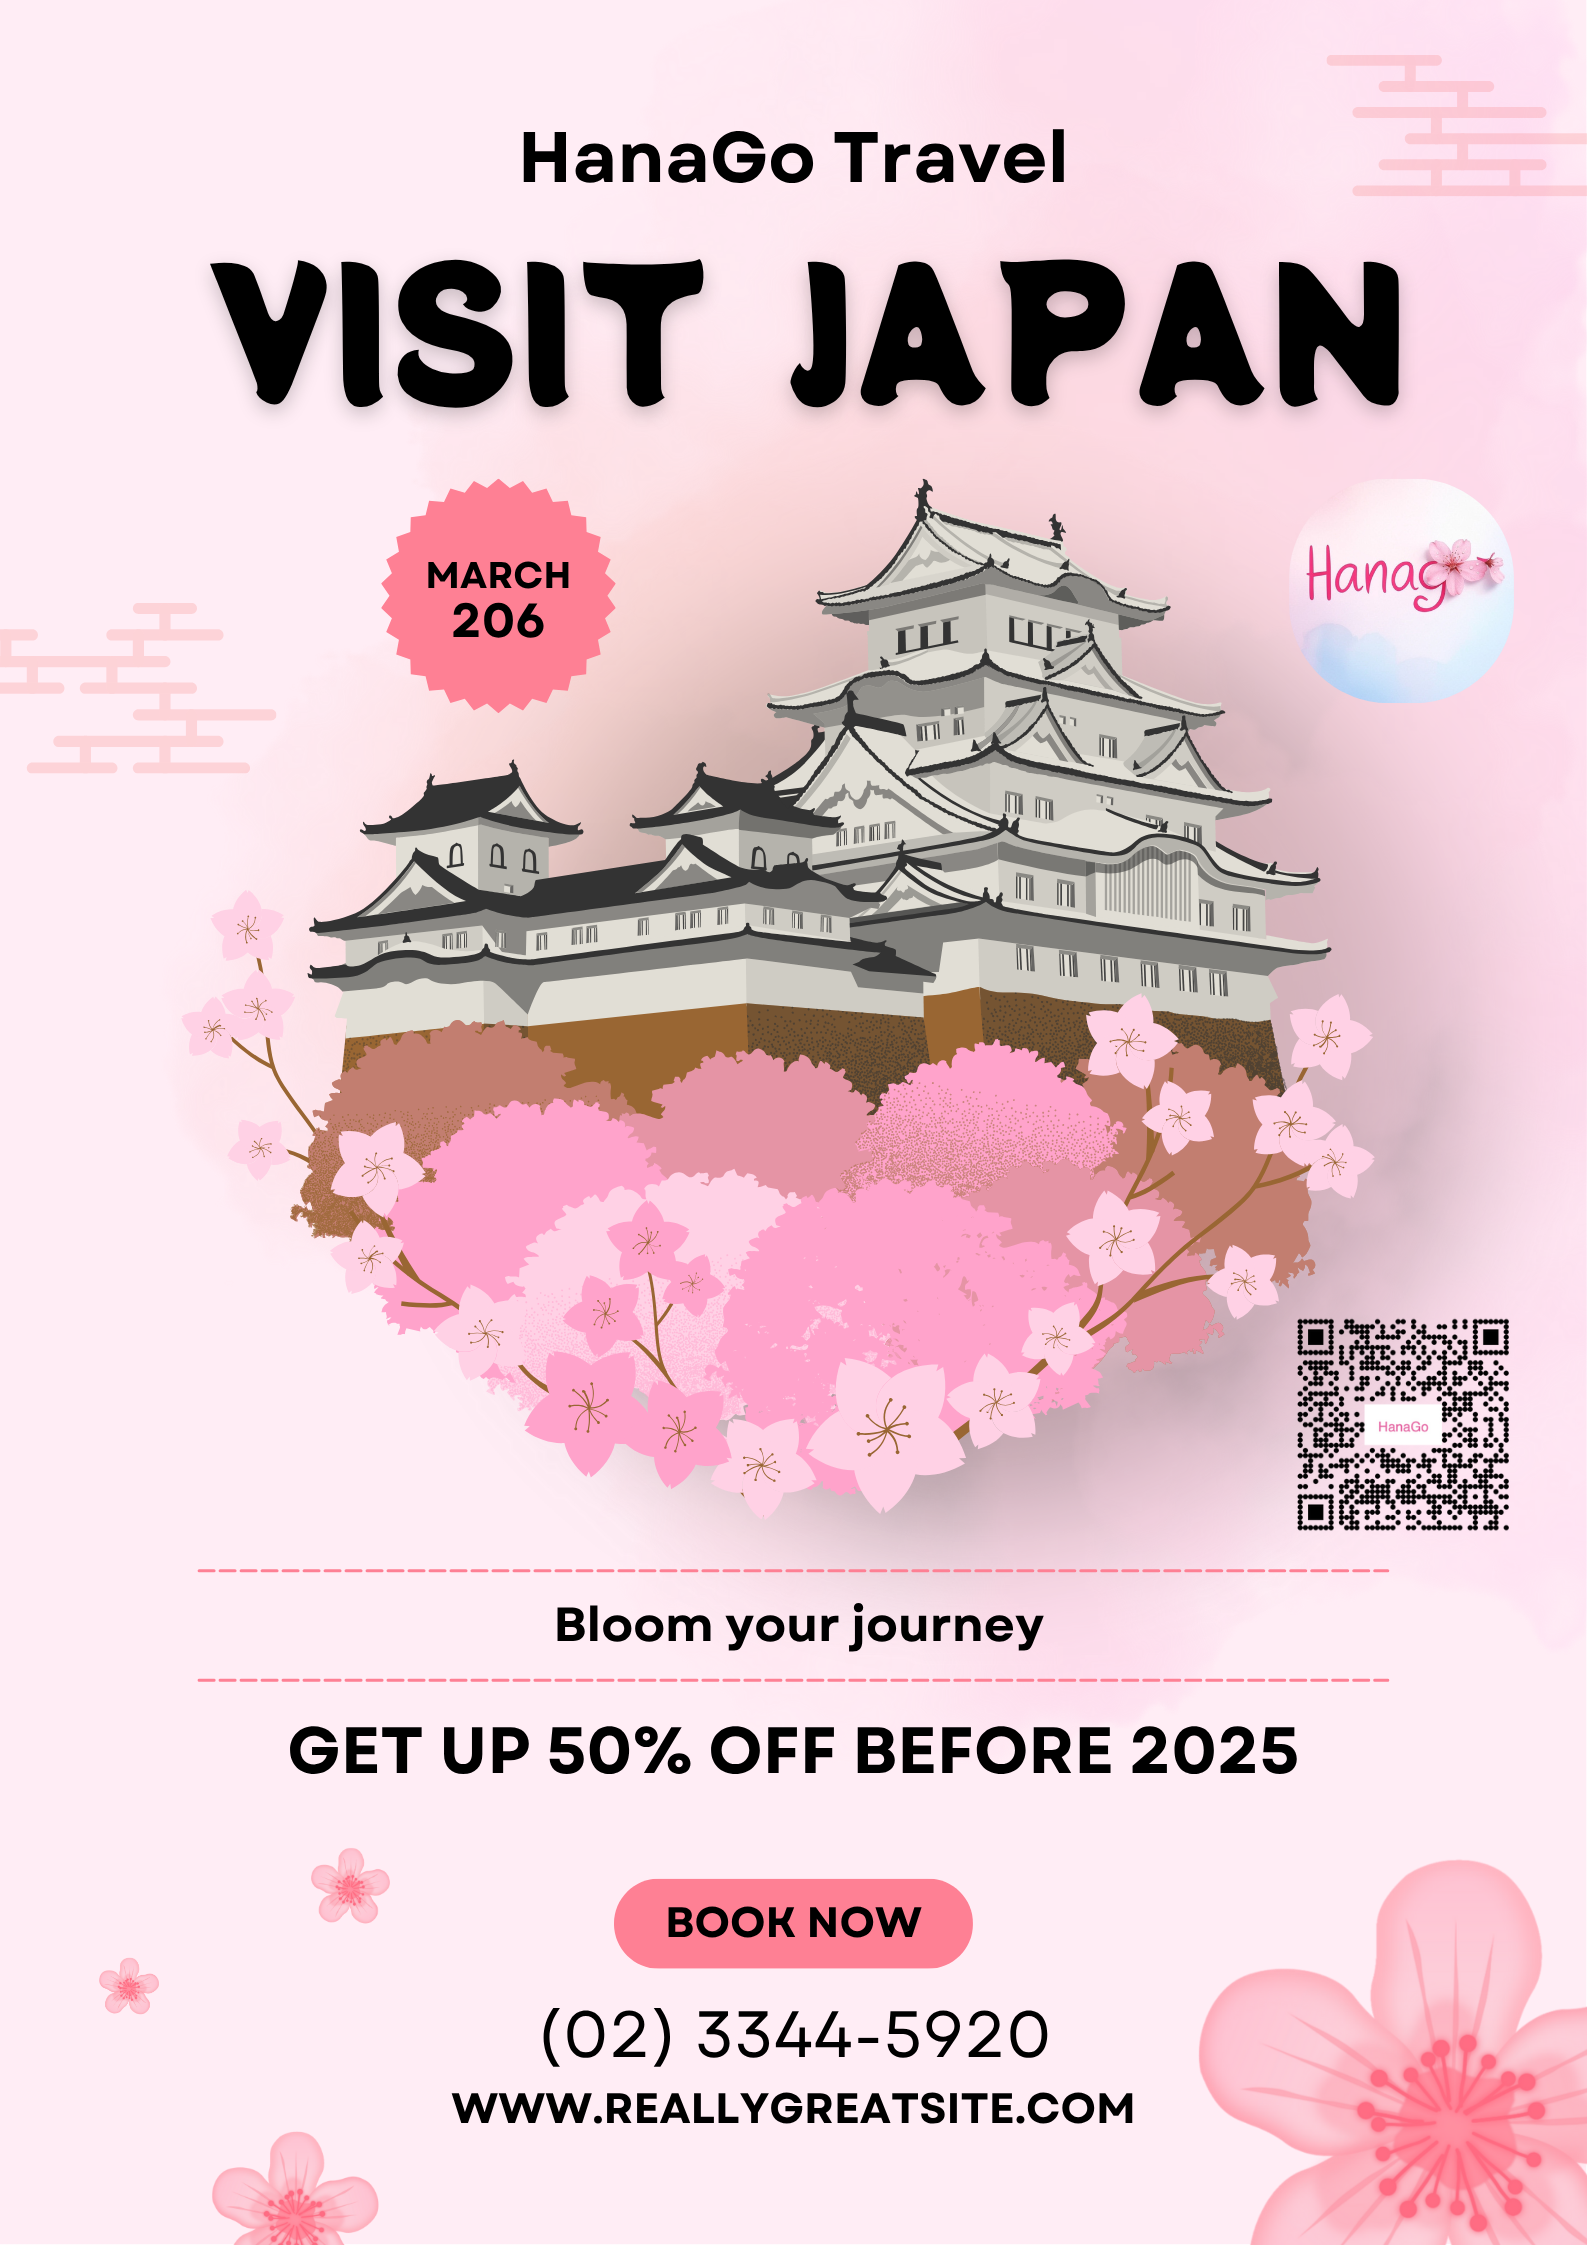 HanaGo Travel
VISIT JAPAN
MARCH
206
Hanago
HanaGo
Bloom your journey
GET UP 50% OFF BEFORE 2025
BOOK NOW
(02) 3344-5920
WWW.REALLYGREATSITE.COM